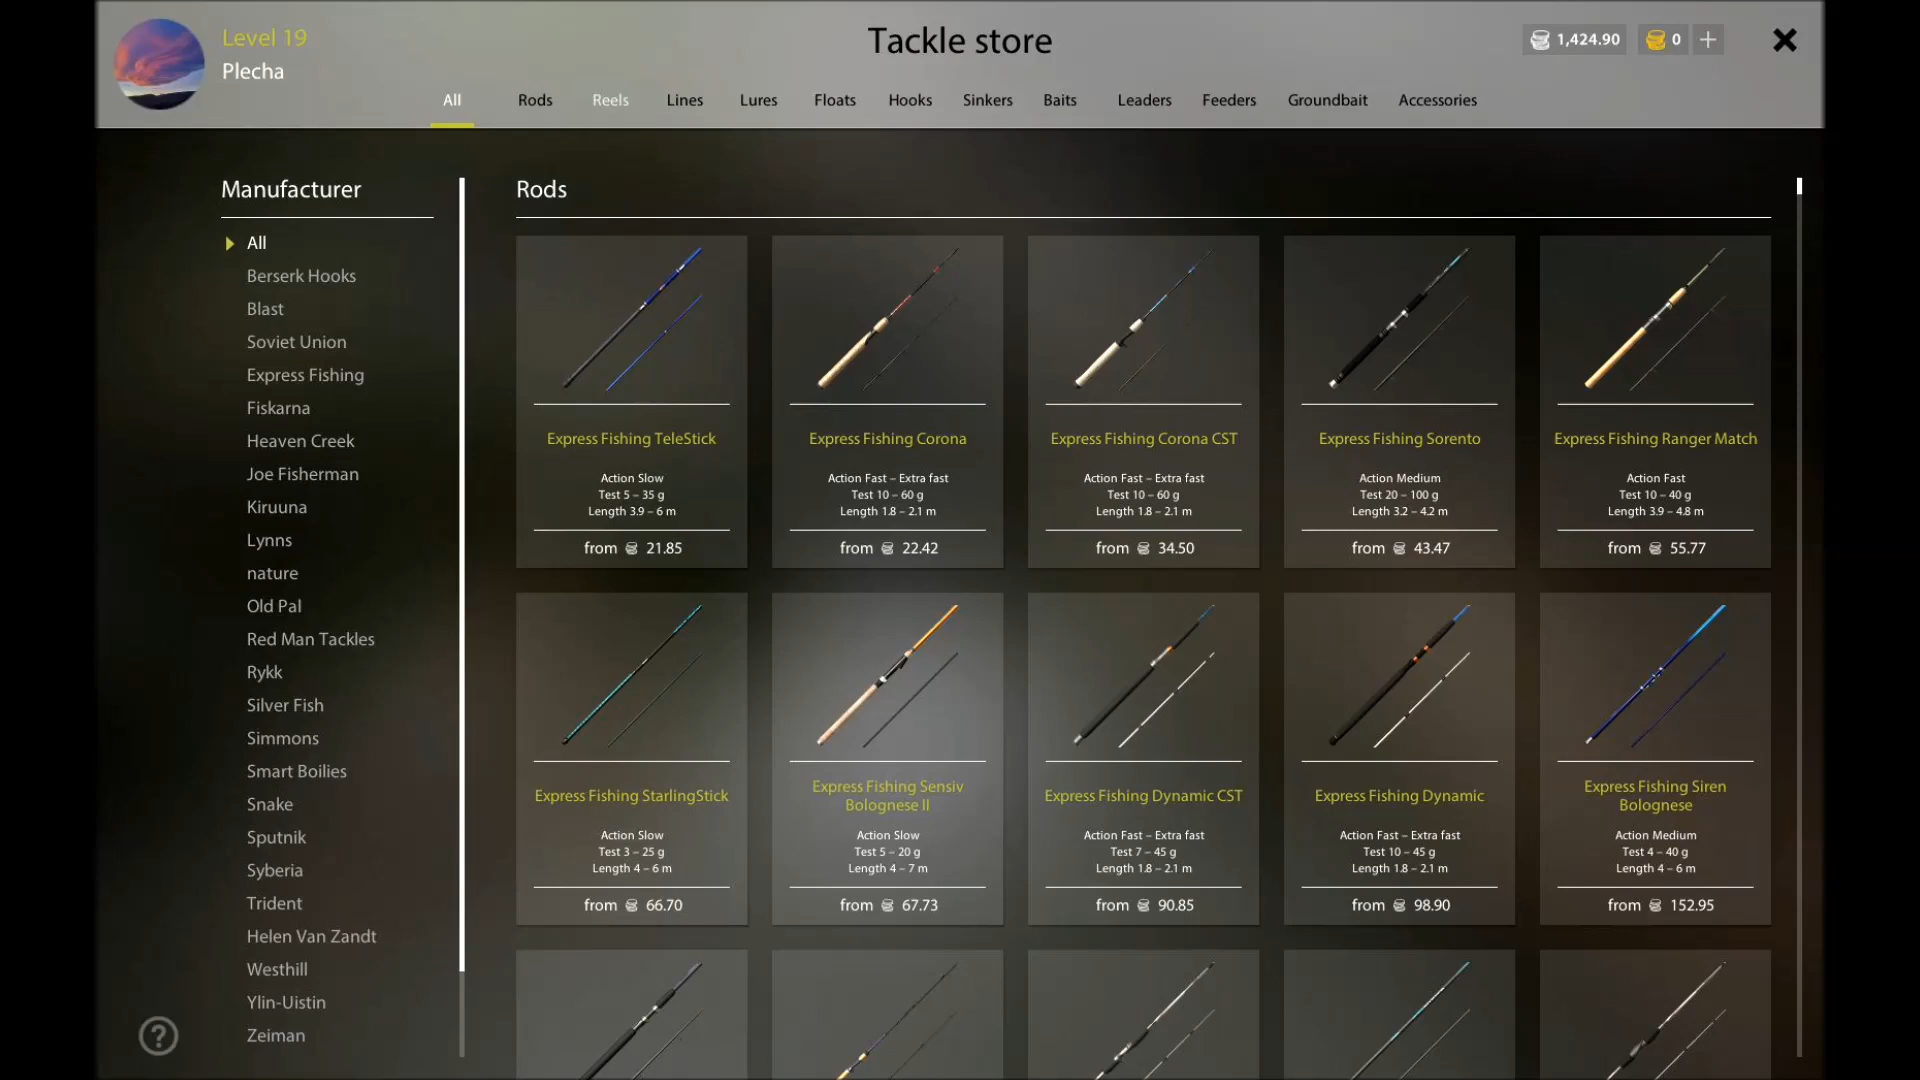 Level 19
Plecha
Tackle store
1,424.90
0
All Rods Reels Lines Lures Floats Hooks Sinkers Baits Leaders Feeders Groundbait Accessories
Manufacturer
All
Berserk Hooks
Blast
Soviet Union
Express Fishing
Fiskarna
Heaven Creek
Joe Fisherman
Kiruuna
Lynns
nature
Old Pal
Red Man Tackles
Rykk
Silver Fish
Simmons
Smart Boilies
Snake
Sputnik
Syberia
Trident
Helen Van Zandt
Westhill
Ylin-Uistin
Zeiman
?
Rods
Express Fishing TeleStick
Action Slow
Test 5 – 35 g
Length 3.9 – 6 m
from 21.85
Express Fishing Corona
Action Fast – Extra fast
Test 10 – 60 g
Length 1.8 – 2.1 m
from 22.42
Express Fishing Corona CST
Action Fast – Extra fast
Test 10 – 60 g
Length 1.8 – 2.1 m
from 34.50
Express Fishing Sorento
Action Medium
Test 20 – 100 g
Length 3.2 – 4.2 m
from 43.47
Express Fishing Ranger Match
Action Fast
Test 10 – 40 g
Length 3.9 – 4.8 m
from 55.77
Express Fishing StarlingStick
Action Slow
Test 3 – 25 g
Length 4 – 6 m
from 66.70
Express Fishing Sensiv
Bolognese II
Action Slow
Test 5 – 20 g
Length 4 – 7 m
from 67.73
Express Fishing Dynamic CST
Action Fast – Extra fast
Test 7 – 45 g
Length 1.8 – 2.1 m
from 90.85
Express Fishing Dynamic
Action Fast – Extra fast
Test 10 – 45 g
Length 1.8 – 2.1 m
from 98.90
Express Fishing Siren
Bolognese
Action Medium
Test 4 – 40 g
Length 4 – 6 m
from 152.95